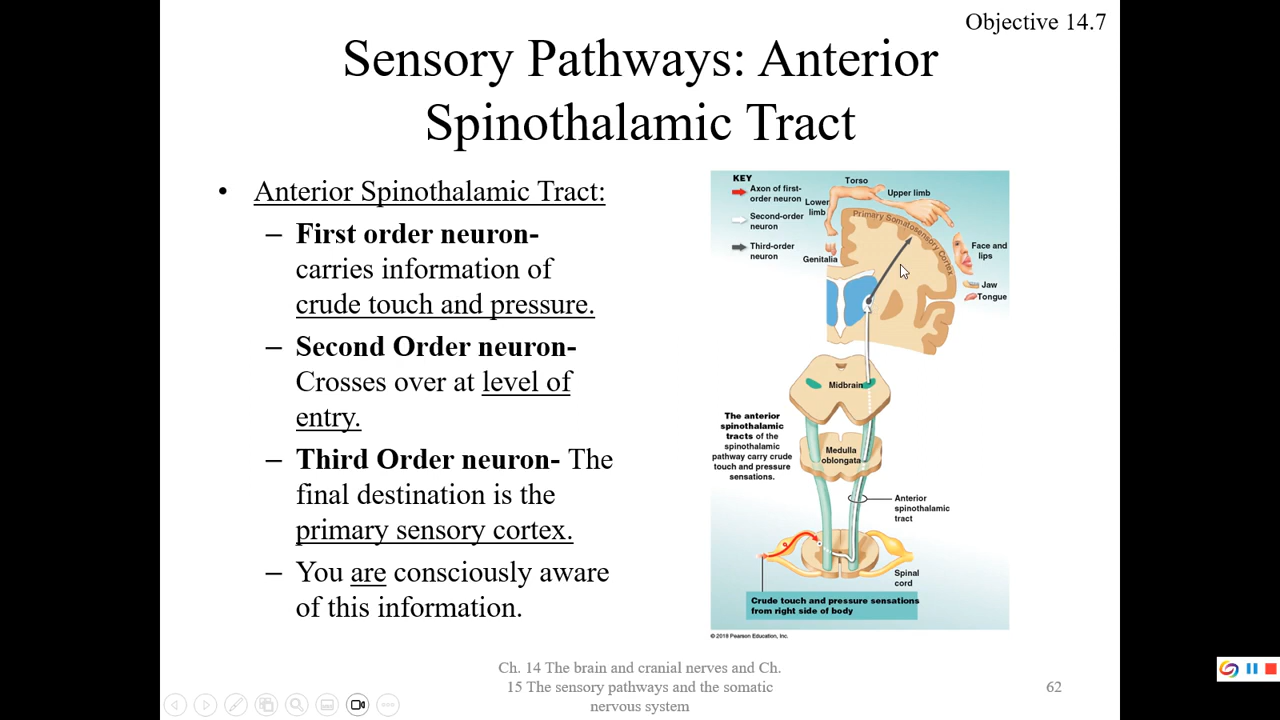 Objective 14.7
Sensory Pathways: Anterior
Spinothalamic Tract
• Anterior Spinothalamic Tract:
– First order neuron-
carries information of
crude touch and pressure.
– Second Order neuron-
Crosses over at level of
entry.
– Third Order neuron- The
final destination is the
primary sensory cortex.
– You are consciously aware
of this information.
KEY
Axon of first-
order neuron
Second-order
neuron
Third-order
neuron
Torso
Upper limb
Lower
limb
Genitalia
Primary Somatosensory Cortex
Face and
lips
Jaw
Tongue
Midbrain
The anterior
spinothalamic
tracts of the
spinothalamic
pathway carry crude
touch and pressure
sensations.
Medulla
oblongata
Anterior
spinothalamic
tract
Spinal
cord
Crude touch and pressure sensations
from right side of body
© 2018 Pearson Education, Inc.
Ch. 14 The brain and cranial nerves and Ch.
15 The sensory pathways and the somatic
nervous system
62